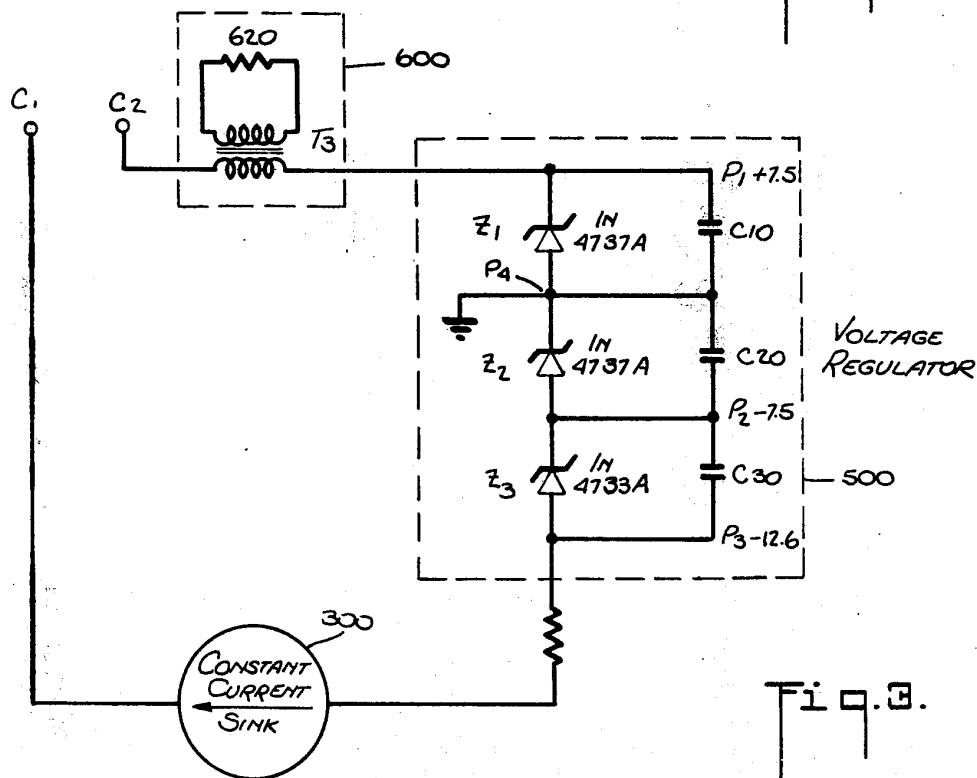 620
600
C1
C2
T3
P1 +7.5
Z1
IN
4737A
C10
P4
Z2
IN
4737A
C20
VOLTAGE
REGULATOR
P2 -7.5
Z3
IN
4733A
C30
500
P3 -12.6
300
CONSTANT
CURRENT
SINK
Fig.3.